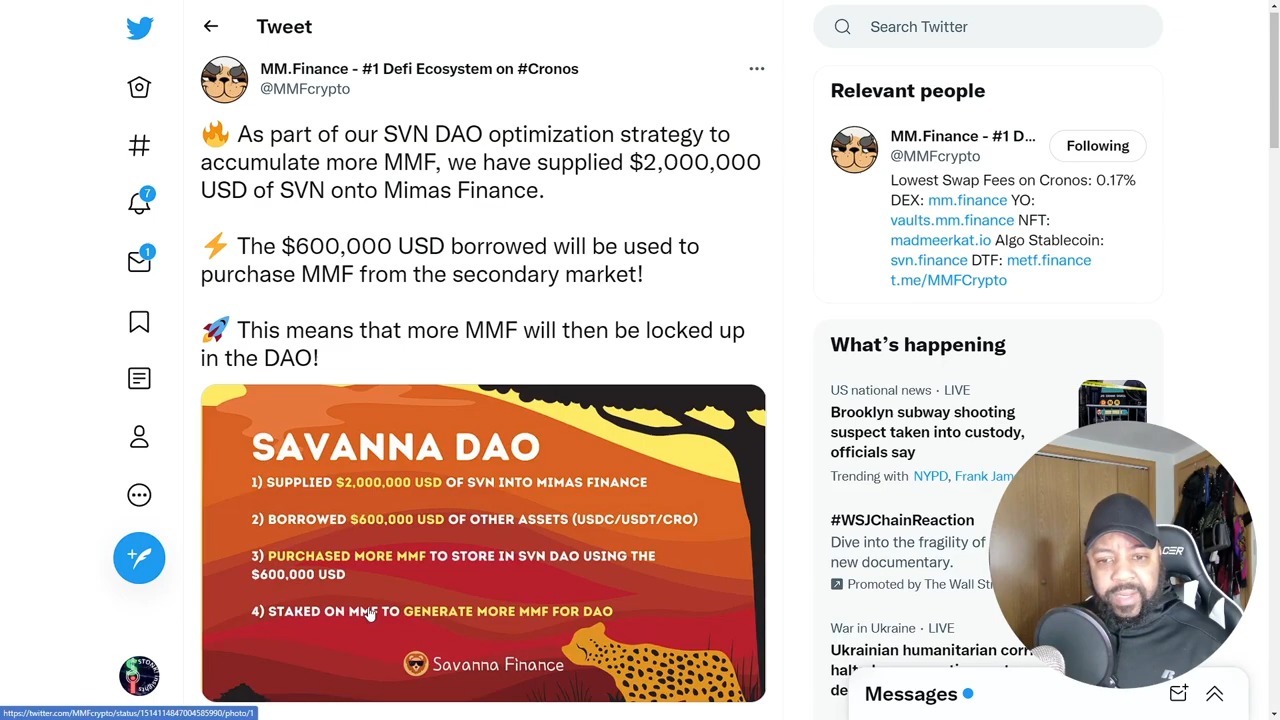 Tweet
MM.Finance - #1 Defi Ecosystem on #Cronos
@MMFcrypto
🔥 As part of our SVN DAO optimization strategy to
accumulate more MMF, we have supplied $2,000,000
USD of SVN onto Mimas Finance.
⚡ The $600,000 USD borrowed will be used to
purchase MMF from the secondary market!
🚀 This means that more MMF will then be locked up
in the DAO!
SAVANNA DAO
1) SUPPLIED $2,000,000 USD OF SVN INTO MIMAS FINANCE
2) BORROWED $600,000 USD OF OTHER ASSETS (USDC/USDT/CRO)
3) PURCHASED MORE MMF TO STORE IN SVN DAO USING THE
$600,000 USD
4) STAKED ON MMF TO GENERATE MORE MMF FOR DAO
Savanna Finance
7
1
Search Twitter
Relevant people
MM.Finance - #1 D...
@MMFcrypto
Following
Lowest Swap Fees on Cronos: 0.17%
DEX: mm.finance YO:
vaults.mm.finance NFT:
madmeerkat.io Algo Stablecoin:
svn.finance DTF: metf.finance
t.me/MMFCrypto
What's happening
US national news · LIVE
Brooklyn subway shooting
suspect taken into custody,
officials say
Trending with NYPD, Frank Jam
#WSJChainReaction
Dive into the fragility of
new documentary.
Promoted by The Wall Str
War in Ukraine · LIVE
Ukrainian humanitarian corri
halt
de
Messages
https://twitter.com/MMFcrypto/status/1514114847004585990/photo/1